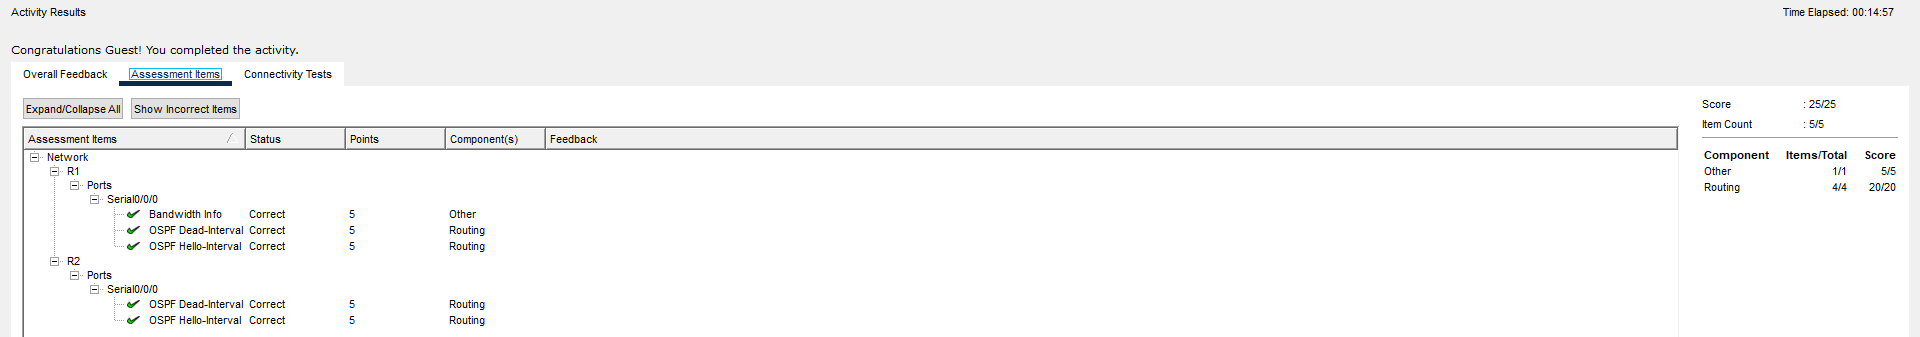 Activity Results
Time Elapsed: 00:14:57
Congratulations Guest! You completed the activity.
Overall Feedback Assessment Items Connectivity Tests
Expand/Collapse All Show Incorrect Items
Assessment Items Status Points Component(s) Feedback
Network
R1
Ports
Serial0/0/0
Bandwidth Info Correct 5 Other
OSPF Dead-Interval Correct 5 Routing
OSPF Hello-Interval Correct 5 Routing
R2
Ports
Serial0/0/0
OSPF Dead-Interval Correct 5 Routing
OSPF Hello-Interval Correct 5 Routing
Score : 25/25
Item Count : 5/5
Component Items/Total Score
Other 1/1 5/5
Routing 4/4 20/20